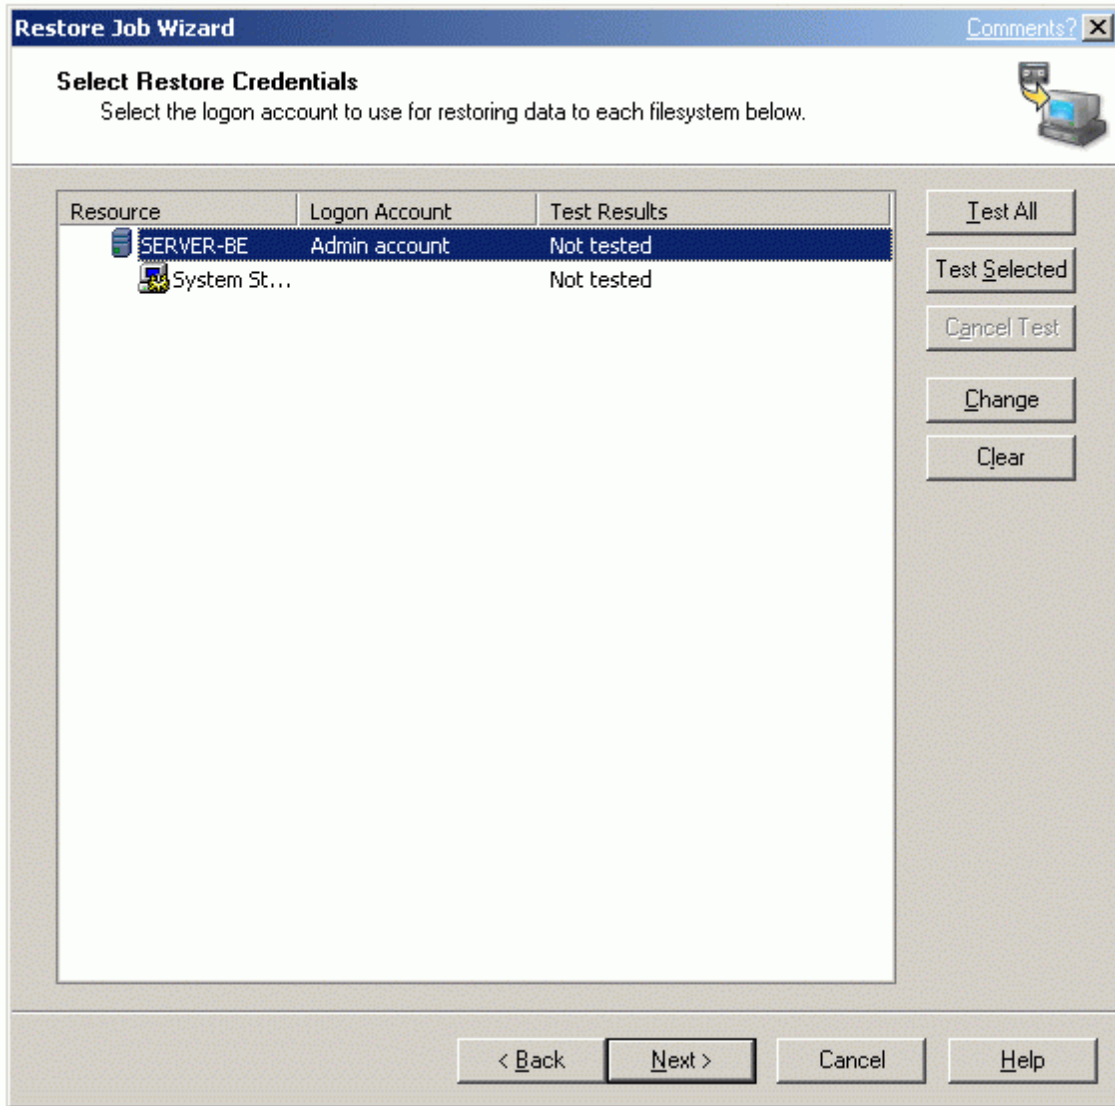 Restore Job Wizard Comments?
Select Restore Credentials
Select the logon account to use for restoring data to each filesystem below.
Resource Logon Account Test Results
SERVER-BE Admin account Not tested
System St... Not tested
Test All
Test Selected
Cancel Test
Change
Clear
< Back Next > Cancel Help